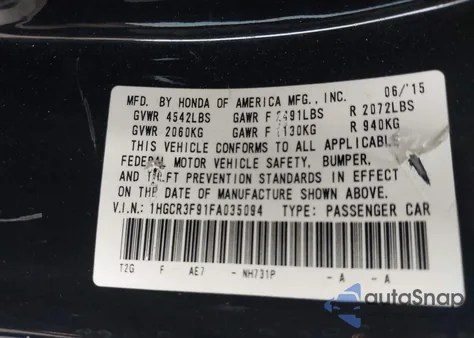 MFD. BY HONDA OF AMERICA MFG., INC. 06/'15
GVWR 4542LBS GAWR F 2491LBS R 2072LBS
GVWR 2060KG GAWR F 1130KG R 940KG
THIS VEHICLE CONFORMS TO ALL APPLICABLE
FEDERAL MOTOR VEHICLE SAFETY, BUMPER,
AND THEFT PREVENTION STANDARDS IN EFFECT
ON THE DATE OF MANUFACTURE SHOWN ABOVE.
V.I.N.: 1HGCR3F91FA035094 TYPE: PASSENGER CAR
T2G F AE7 - NH731P - A - A
autoSnap